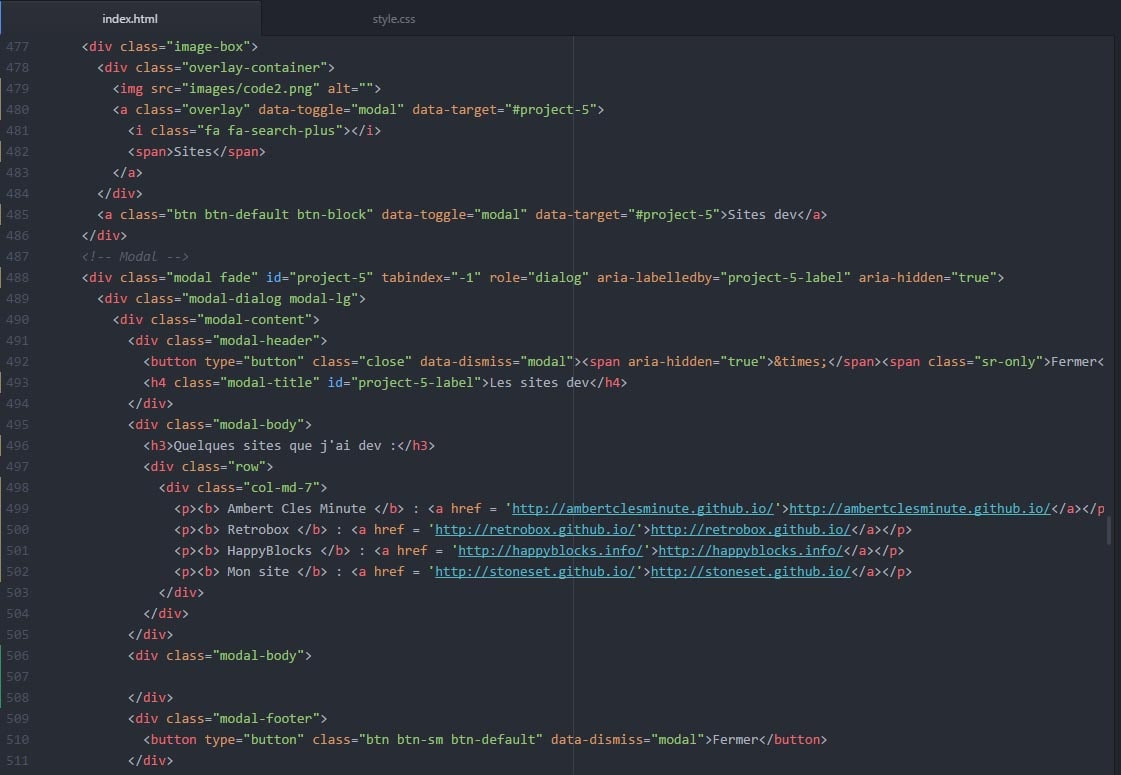 index.html
style.css
477 <div class="image-box">
478 <div class="overlay-container">
479 <img src="images/code2.png" alt="">
480 <a class="overlay" data-toggle="modal" data-target="#project-5">
481 <i class="fa fa-search-plus"></i>
482 <span>Sites</span>
483 </a>
484 </div>
485 <a class="btn btn-default btn-block" data-toggle="modal" data-target="#project-5">Sites dev</a>
486 </div>
487 <!-- Modal -->
488 <div class="modal fade" id="project-5" tabindex="-1" role="dialog" aria-labelledby="project-5-label" aria-hidden="true">
489 <div class="modal-dialog modal-lg">
490 <div class="modal-content">
491 <div class="modal-header">
492 <button type="button" class="close" data-dismiss="modal"><span aria-hidden="true">&times;</span><span class="sr-only">Fermer<
493 <h4 class="modal-title" id="project-5-label">Les sites dev</h4>
494 </div>
495 <div class="modal-body">
496 <h3>Quelques sites que j'ai dev :</h3>
497 <div class="row">
498 <div class="col-md-7">
499 <p><b> Ambert Cles Minute </b> : <a href = 'http://ambertclesminute.github.io/'>http://ambertclesminute.github.io/</a></p
500 <p><b> Retrobox </b> : <a href = 'http://retrobox.github.io/'>http://retrobox.github.io/</a></p>
501 <p><b> HappyBlocks </b> : <a href = 'http://happyblocks.info/'>http://happyblocks.info/</a></p>
502 <p><b> Mon site </b> : <a href = 'http://stoneset.github.io/'>http://stoneset.github.io/</a></p>
503 </div>
504 </div>
505 </div>
506 <div class="modal-body">
507
508 </div>
509 <div class="modal-footer">
510 <button type="button" class="btn btn-sm btn-default" data-dismiss="modal">Fermer</button>
511 </div>